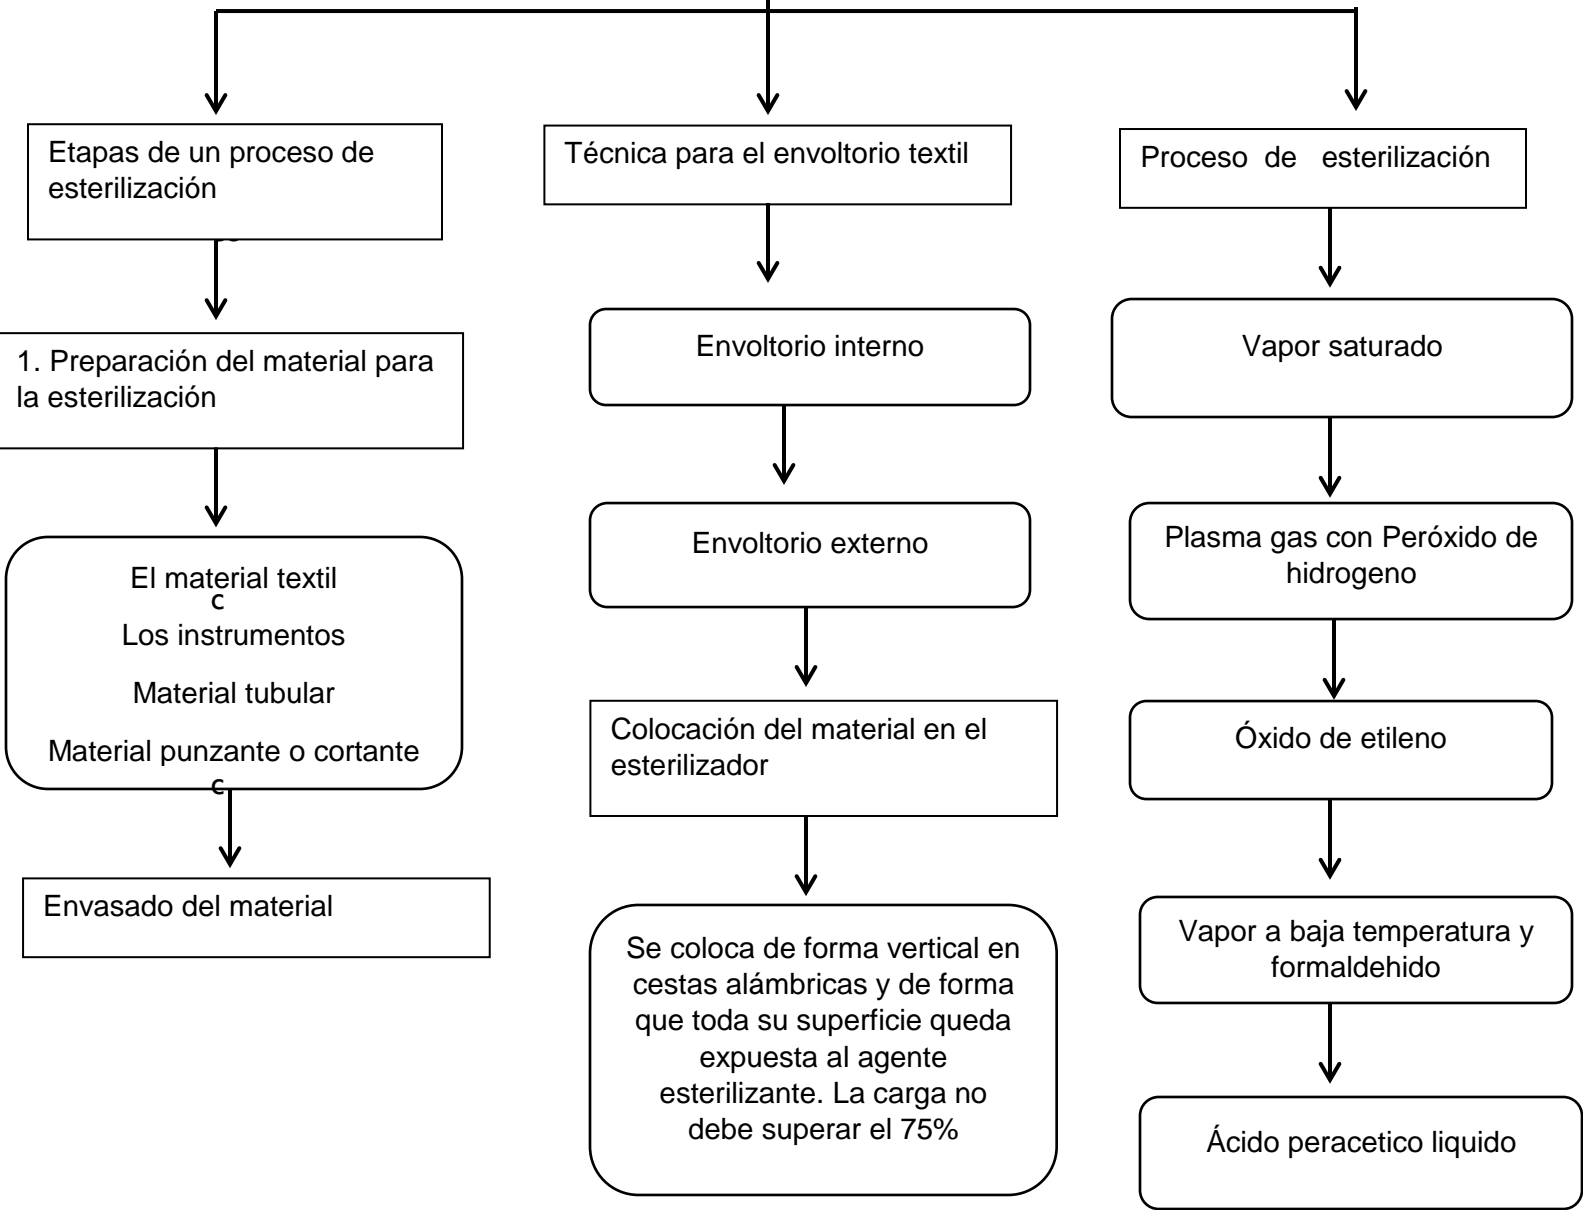 Etapas de un proceso de
esterilización
1. Preparación del material para
la esterilización
El material textil
c
Los instrumentos
Material tubular
Material punzante o cortante
c
Envasado del material
Técnica para el envoltorio textil
Envoltorio interno
Envoltorio externo
Colocación del material en el
esterilizador
Se coloca de forma vertical en
cestas alámbricas y de forma
que toda su superficie queda
expuesta al agente
esterilizante. La carga no
debe superar el 75%
Proceso de esterilización
Vapor saturado
Plasma gas con Peróxido de
hidrogeno
Óxido de etileno
Vapor a baja temperatura y
formaldehido
Ácido peracetico liquido